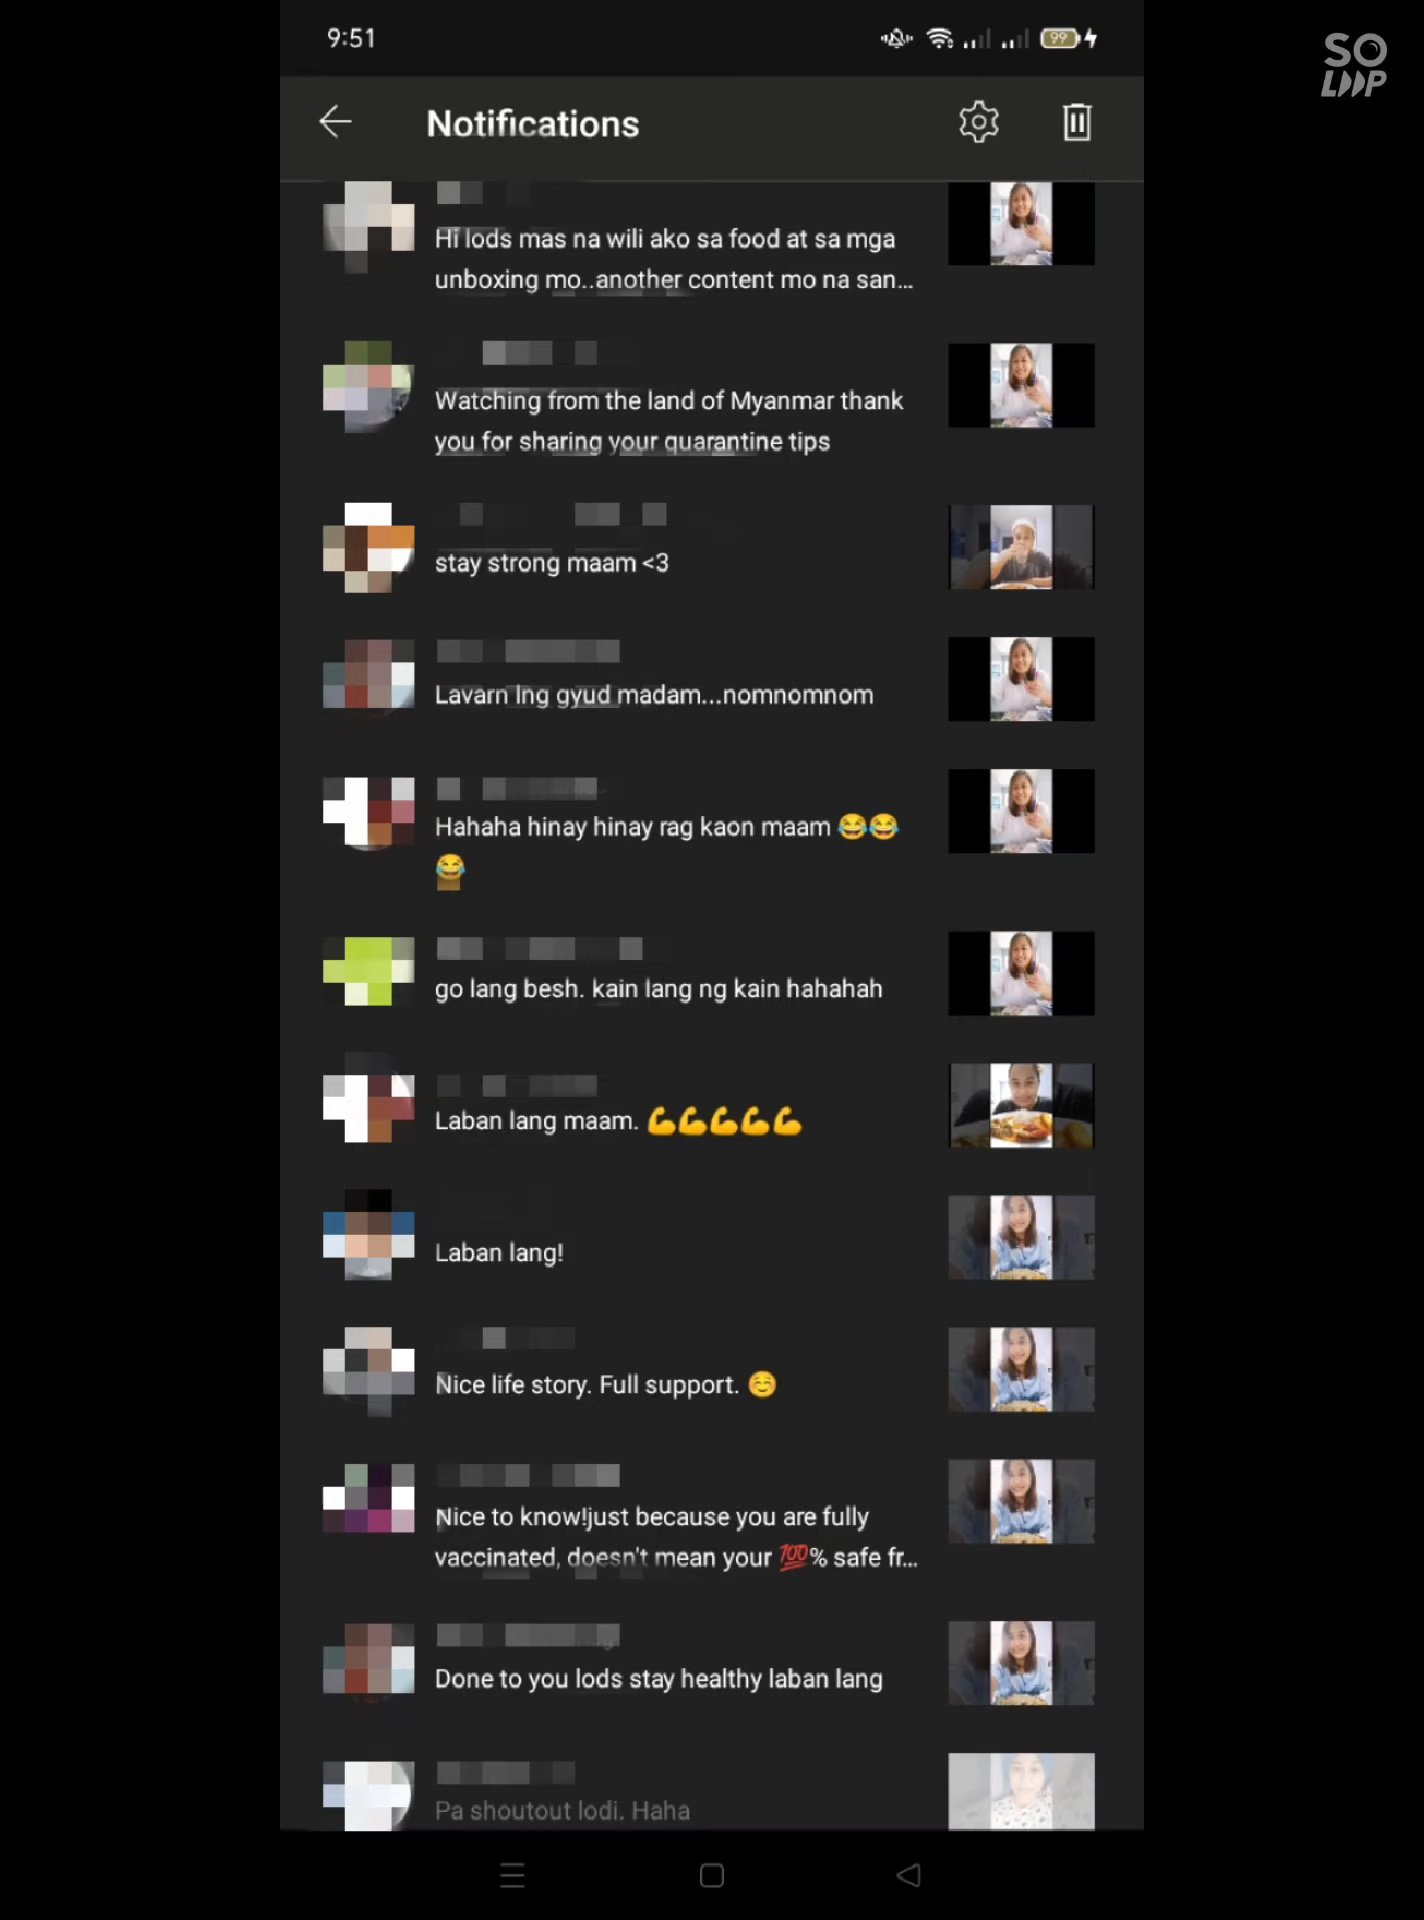 9:51
99
SO
LOOP
Notifications
Hi lods mas na wili ako sa food at sa mga
unboxing mo..another content mo na san...
Watching from the land of Myanmar thank
you for sharing your quarantine tips
stay strong maam <3
Lavarn lng gyud madam...nomnomnom
Hahaha hinay hinay rag kaon maam 😂😂
😂
go lang besh. kain lang ng kain hahahah
Laban lang maam. 💪💪💪💪💪
Laban lang!
Nice life story. Full support. ☺️
Nice to know!just because you are fully
vaccinated, doesn't mean your 💯% safe fr...
Done to you lods stay healthy laban lang
Pa shoutout lodi. Haha